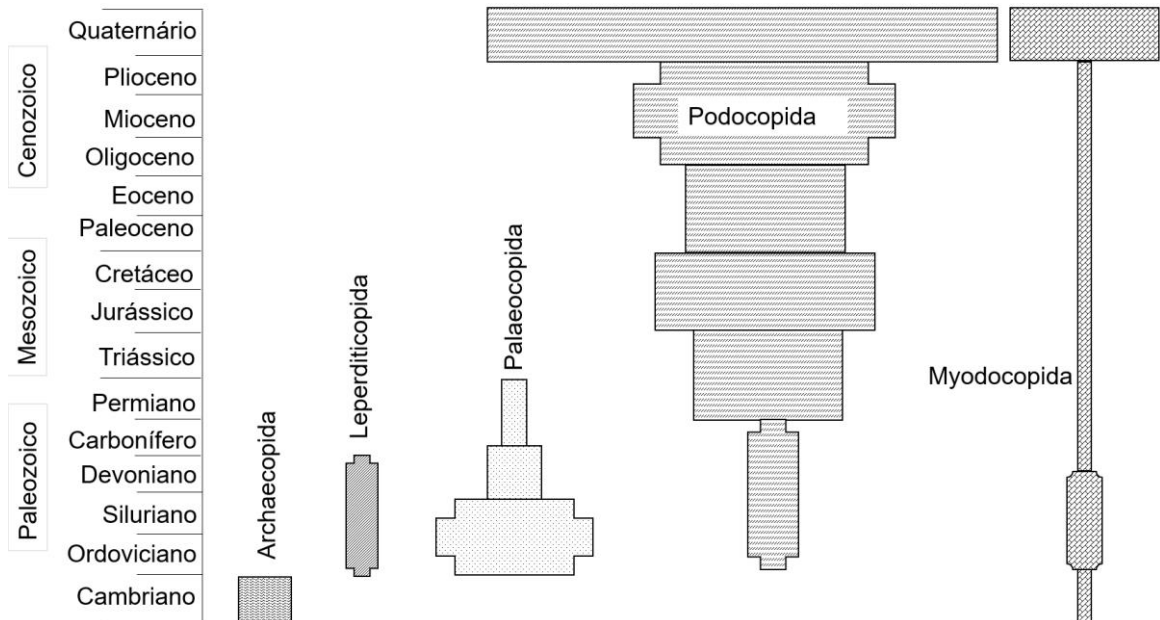 Cenozoico
Quaternário
Plioceno
Mioceno
Oligoceno
Eoceno
Paleoceno
Mesozoico
Cretáceo
Jurássico
Triássico
Paleozoico
Permiano
Carbonífero
Devoniano
Siluriano
Ordoviciano
Cambriano
Archaecopida
Leperditicopida
Palaeocopida
Podocopida
Myodocopida